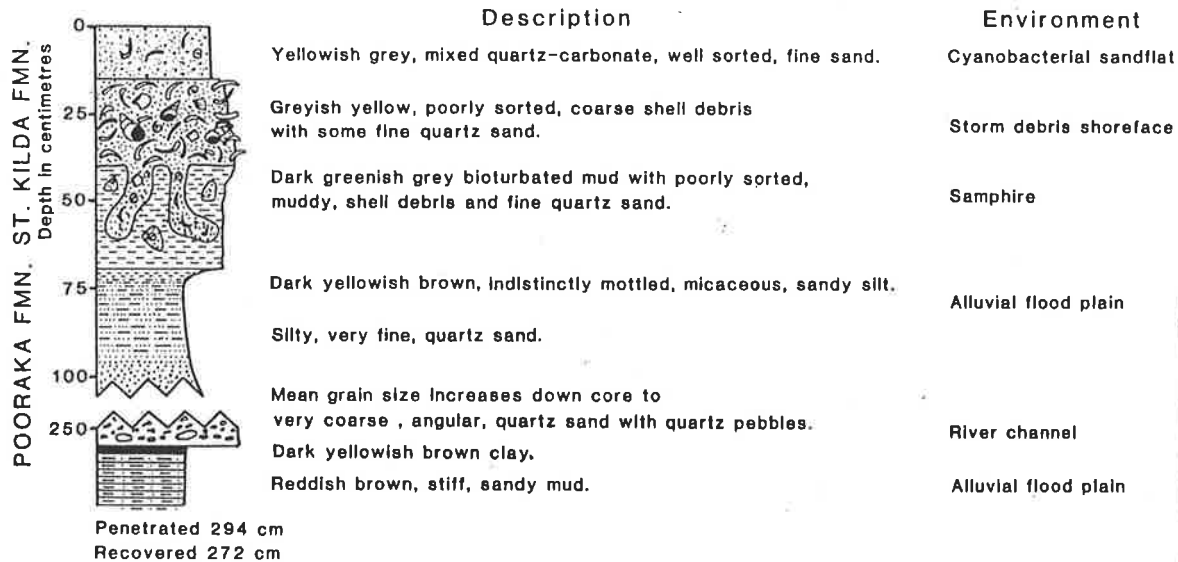 Description
Environment
POORAKA FMN. ST. KILDA FMN.
Depth in centimetres
0
25
50
75
100
250
Yellowish grey, mixed quartz-carbonate, well sorted, fine sand.
Cyanobacterial sandflat
Greyish yellow, poorly sorted, coarse shell debris
with some fine quartz sand.
Storm debris shoreface
Dark greenish grey bioturbated mud with poorly sorted,
muddy, shell debris and fine quartz sand.
Samphire
Dark yellowish brown, indistinctly mottled, micaceous, sandy silt.
Alluvial flood plain
Silty, very fine, quartz sand.
Mean grain size increases down core to
very coarse , angular, quartz sand with quartz pebbles.
River channel
Dark yellowish brown clay.
Reddish brown, stiff, sandy mud.
Alluvial flood plain
Penetrated 294 cm
Recovered 272 cm